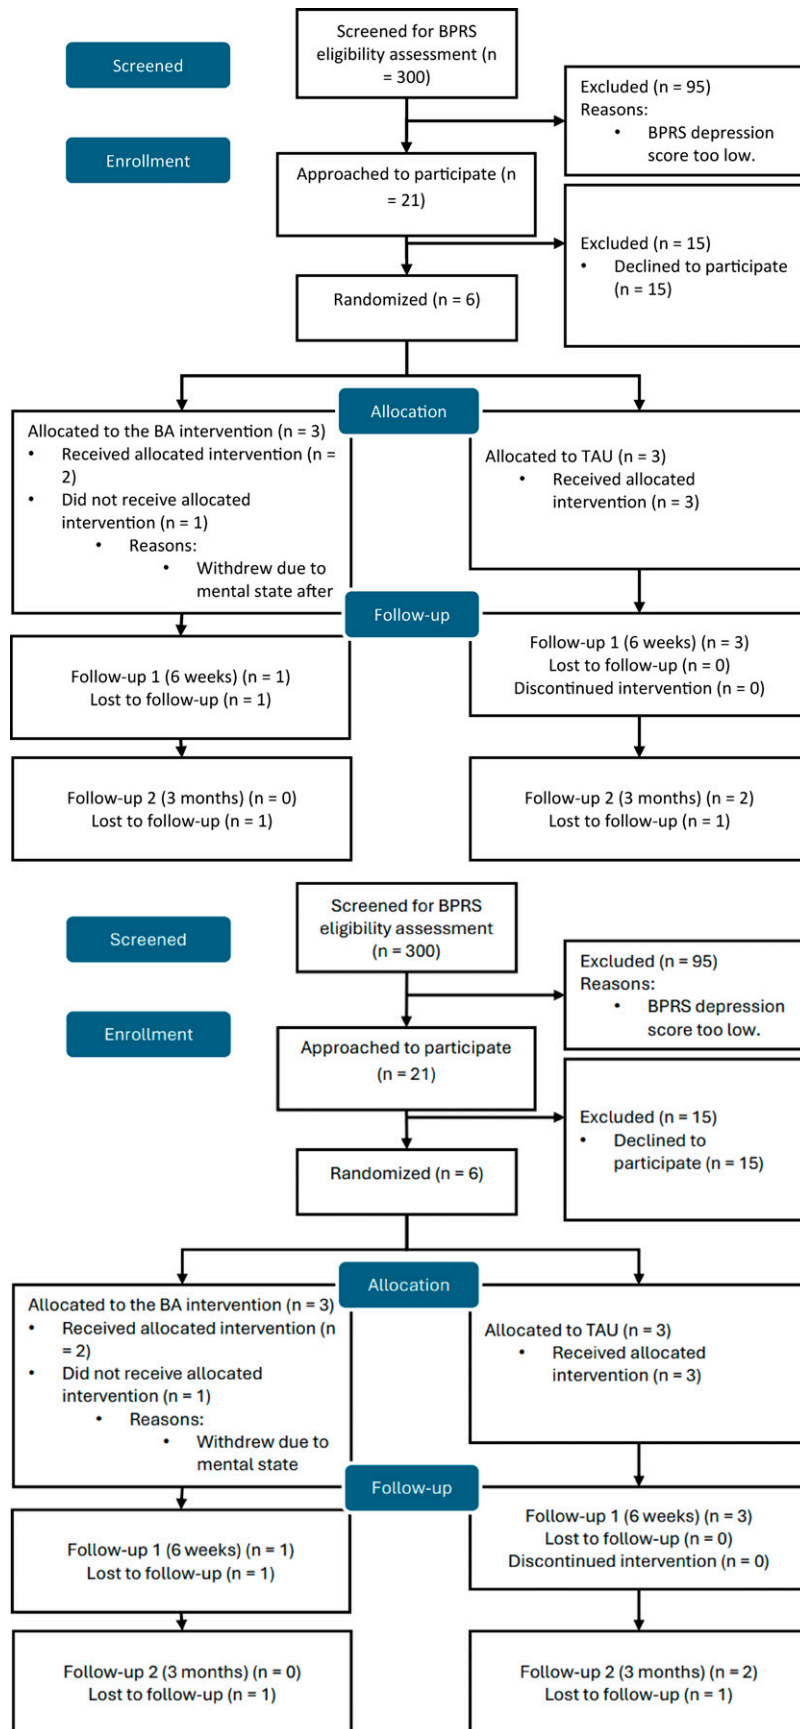 Screened for BPRS
eligibility assessment (n
= 300)
Screened
Excluded (n = 95)
Reasons:
• BPRS depression
score too low.
Enrollment
Approached to participate (n
= 21)
Excluded (n = 15)
• Declined to participate
(n = 15)
Randomized (n = 6)
Allocation
Allocated to the BA intervention (n = 3)
• Received allocated intervention (n =
2)
• Did not receive allocated
intervention (n = 1)
• Reasons:
• Withdrew due to
mental state after
Allocated to TAU (n = 3)
• Received allocated
intervention (n = 3)
Follow-up
Follow-up 1 (6 weeks) (n = 1)
Lost to follow-up (n = 1)
Follow-up 1 (6 weeks) (n = 3)
Lost to follow-up (n = 0)
Discontinued intervention (n = 0)
Follow-up 2 (3 months) (n = 0)
Lost to follow-up (n = 1)
Follow-up 2 (3 months) (n = 2)
Lost to follow-up (n = 1)
Screened for BPRS
eligibility assessment
(n = 300)
Screened
Excluded (n = 95)
Reasons:
• BPRS depression
score too low.
Enrollment
Approached to participate
(n = 21)
Excluded (n = 15)
• Declined to
participate (n = 15)
Randomized (n = 6)
Allocation
Allocated to the BA intervention (n = 3)
• Received allocated intervention (n
= 2)
• Did not receive allocated
intervention (n = 1)
• Reasons:
• Withdrew due to
mental state
Allocated to TAU (n = 3)
• Received allocated
intervention (n = 3)
Follow-up
Follow-up 1 (6 weeks) (n = 1)
Lost to follow-up (n = 1)
Follow-up 1 (6 weeks) (n = 3)
Lost to follow-up (n = 0)
Discontinued intervention (n = 0)
Follow-up 2 (3 months) (n = 0)
Lost to follow-up (n = 1)
Follow-up 2 (3 months) (n = 2)
Lost to follow-up (n = 1)